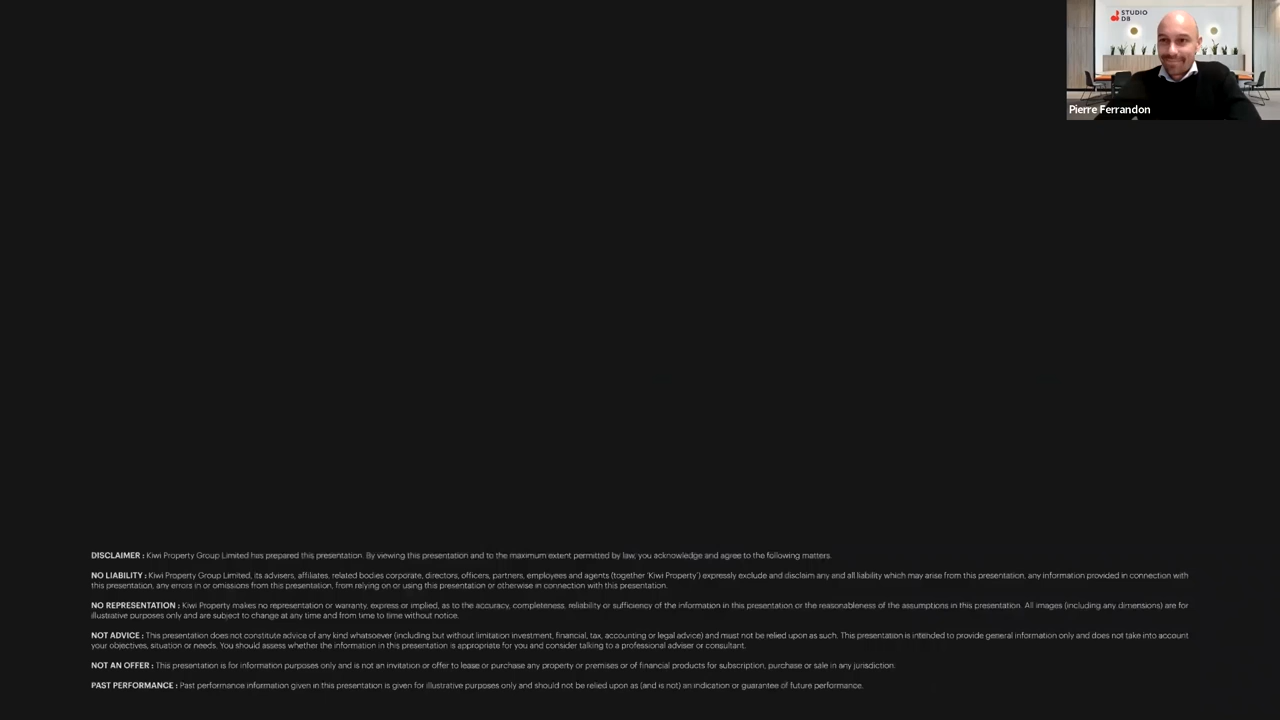 STUDIO
DB
Pierre Ferrandon
DISCLAIMER : Kiwi Property Group Limited has prepared this presentation. By viewing this presentation and to the maximum extent permitted by law, you acknowledge and agree to the following matters.
NO LIABILITY : Kiwi Property Group Limited, its advisers, affiliates, related bodies corporate, directors, officers, partners, employees and agents (together 'Kiwi Property') expressly exclude and disclaim any and all liability which may arise from this presentation, any information provided in connection with
this presentation, any errors in or omissions from this presentation, from relying on or using this presentation or otherwise in connection with this presentation.
NO REPRESENTATION : Kiwi Property makes no representation or warranty, express or implied, as to the accuracy, completeness, reliability or sufficiency of the information in this presentation or the reasonableness of the assumptions in this presentation. All images (including any dimensions) are for
illustrative purposes only and are subject to change at any time and from time to time without notice.
NOT ADVICE : This presentation does not constitute advice of any kind whatsoever (including but without limitation investment, financial, tax, accounting or legal advice) and must not be relied upon as such. This presentation is intended to provide general information only and does not take into account
your objectives, situation or needs. You should assess whether the information in this presentation is appropriate for you and consider talking to a professional adviser or consultant.
NOT AN OFFER : This presentation is for information purposes only and is not an invitation or offer to lease or purchase any property or premises or of financial products for subscription, purchase or sale in any jurisdiction.
PAST PERFORMANCE : Past performance information given in this presentation is given for illustrative purposes only and should not be relied upon as (and is not) an indication or guarantee of future performance.